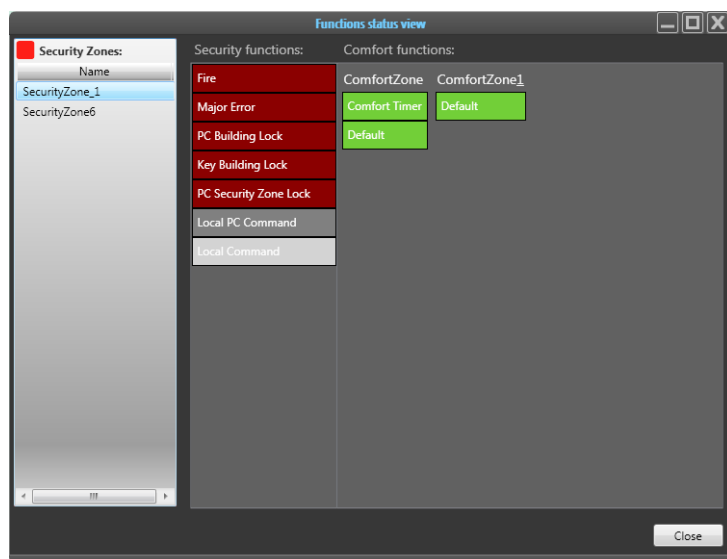 Functions status view
Security Zones:
Name
SecurityZone_1
SecurityZone6
Security functions:
Fire
Major Error
PC Building Lock
Key Building Lock
PC Security Zone Lock
Local PC Command
Local Command
Comfort functions:
ComfortZone ComfortZone1
Comfort Timer Default
Default
Close